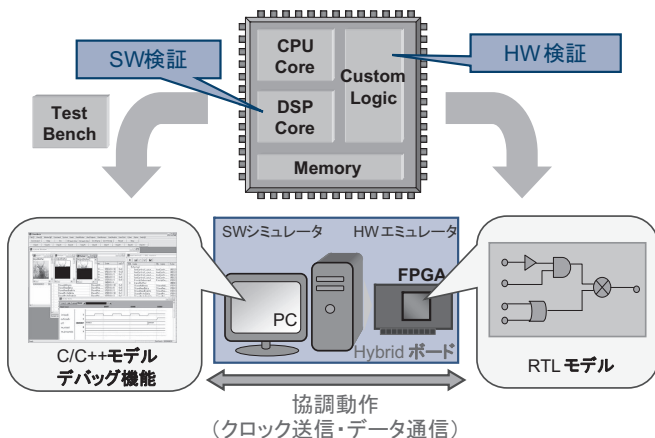 SW検証
CPU
Core
DSP
Core
Custom
Logic
Memory
HW検証
Test
Bench
SWシミュレータ
HWエミュレータ
FPGA
PC
Hybrid ボード
C/C++モデル
デバッグ機能
RTL モデル
協調動作
(クロック送信・データ通信)